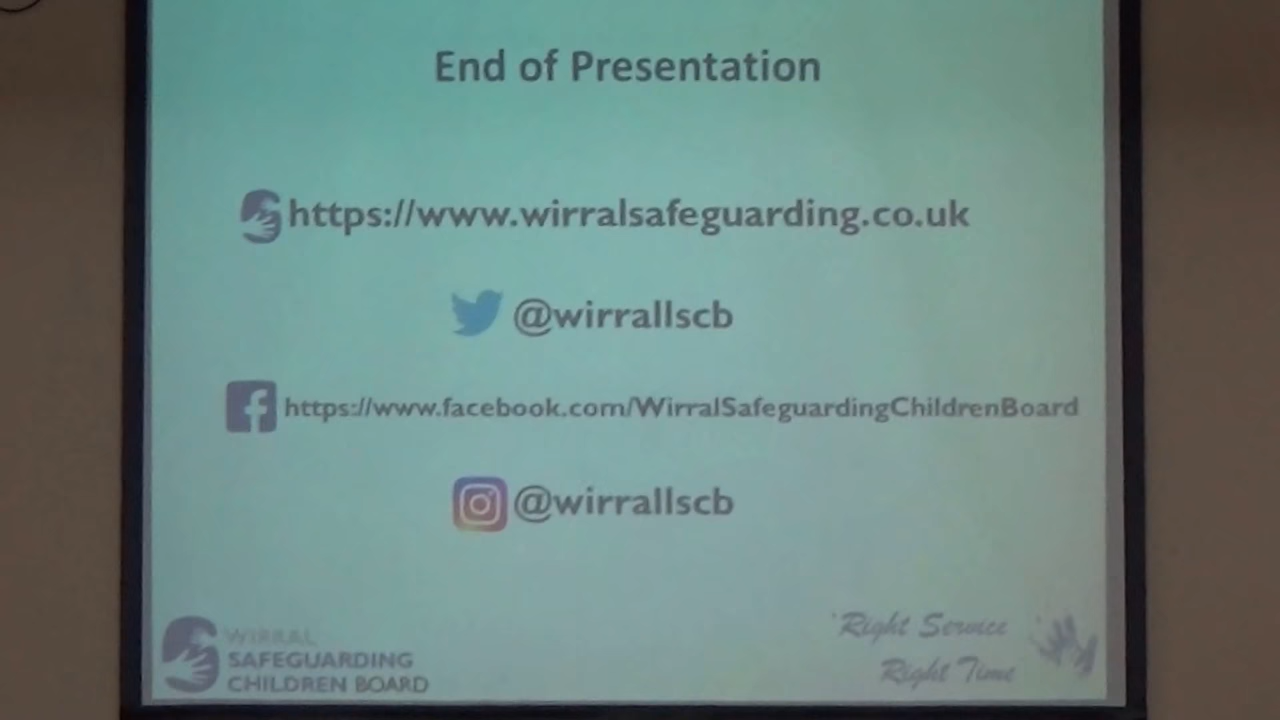 End of Presentation
https://www.wirralsafeguarding.co.uk
@wirrallscb
https://www.facebook.com/WirralSafeguardingChildrenBoard
@wirrallscb
WIRRAL
SAFEGUARDING
CHILDREN BOARD
'Right Service
Right Time